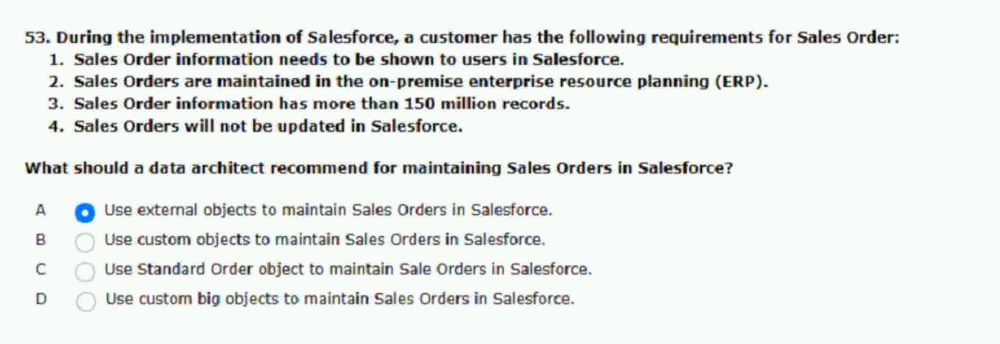 53. During the implementation of Salesforce, a customer has the following requirements for Sales Order:
1. Sales Order information needs to be shown to users in Salesforce.
2. Sales Orders are maintained in the on-premise enterprise resource planning (ERP).
3. Sales Order information has more than 150 million records.
4. Sales Orders will not be updated in Salesforce.
What should a data architect recommend for maintaining Sales Orders in Salesforce?
A Use external objects to maintain Sales Orders in Salesforce.
B Use custom objects to maintain Sales Orders in Salesforce.
C Use Standard Order object to maintain Sale Orders in Salesforce.
D Use custom big objects to maintain Sales Orders in Salesforce.